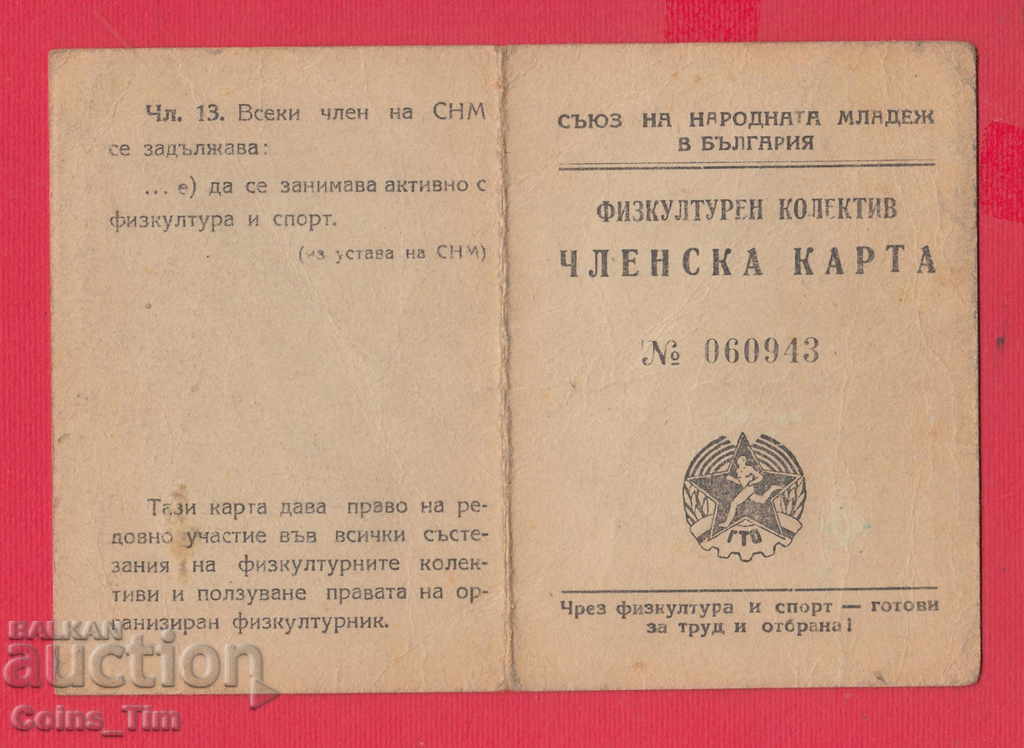 Чл. 13. Всеки член на СНМ
се задължава:
... е) да се занимава активно с
физкултура и спорт.
(из устава на СНМ)
Тази карта дава право на ре-
довно участие във всички състе-
зания на физкултурните колек-
тиви и ползуване правата на ор-
ганизиран физкултурник.
СЪЮЗ НА НАРОДНАТА МЛАДЕЖ
В БЪЛГАРИЯ
ФИЗКУЛТУРЕН КОЛЕКТИВ
ЧЛЕНСКА КАРТА
№ 060943
ГТО
Чрез физкултура и спорт — готови
за труд и отбрана!
BALKAN
auction
Coins_Tim